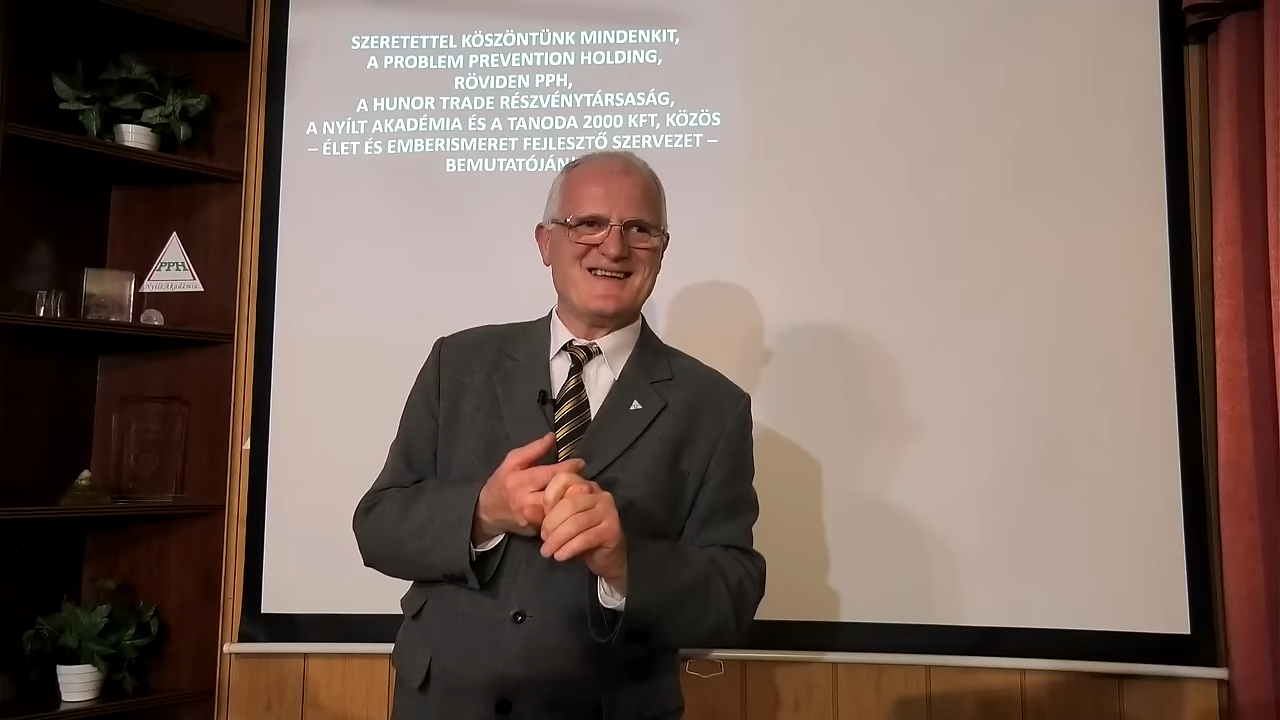 SZERETETTEL KÖSZÖNTÜNK MINDENKIT,
A PROBLEM PREVENTION HOLDING,
RÖVIDEN PPH,
A HUNOR TRADE RÉSZVÉNYTÁRSASÁG,
A NYÍLT AKADÉMIA ÉS A TANODA 2000 KFT, KÖZÖS
– ÉLET ÉS EMBERISMERET FEJLESZTŐ SZERVEZET –
PPH
Nyílt Akadémia